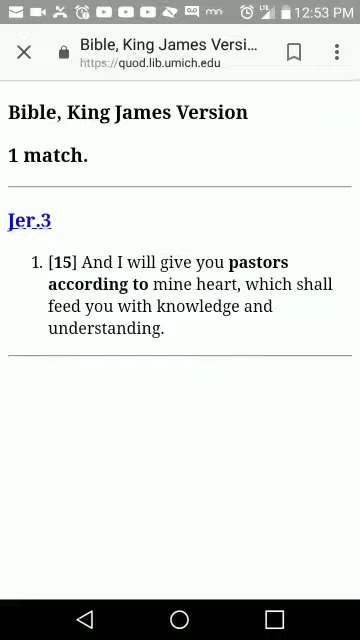 12:53 PM
Bible, King James Versi...
https://quod.lib.umich.edu
Bible, King James Version
1 match.
Jer.3
1. [15] And I will give you pastors
according to mine heart, which shall
feed you with knowledge and
understanding.